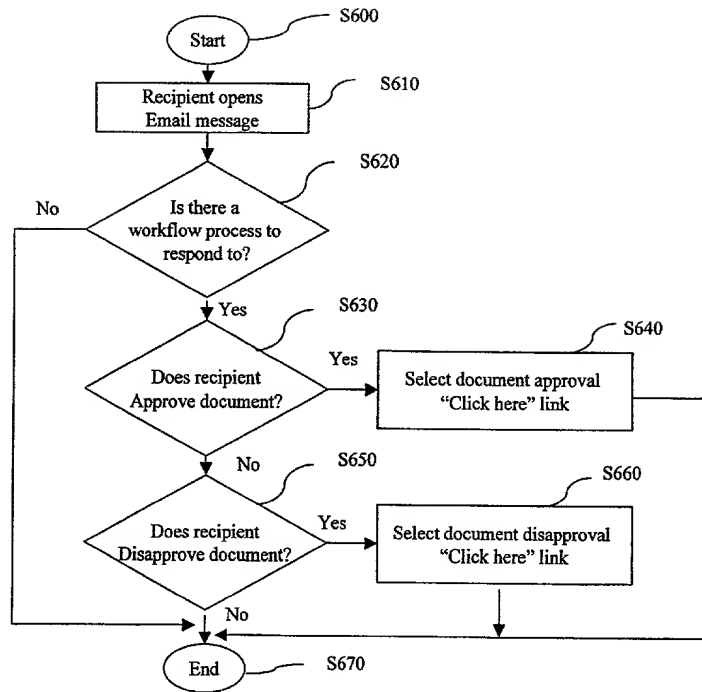 S600
Start
S610
Recipient opens
Email message
S620
No
Is there a
workflow process to
respond to?
Yes
S630
S640
Does recipient
Approve document?
Yes
Select document approval
“Click here” link
No
S650
S660
Does recipient
Disapprove document?
Yes
Select document disapproval
“Click here” link
No
End
S670